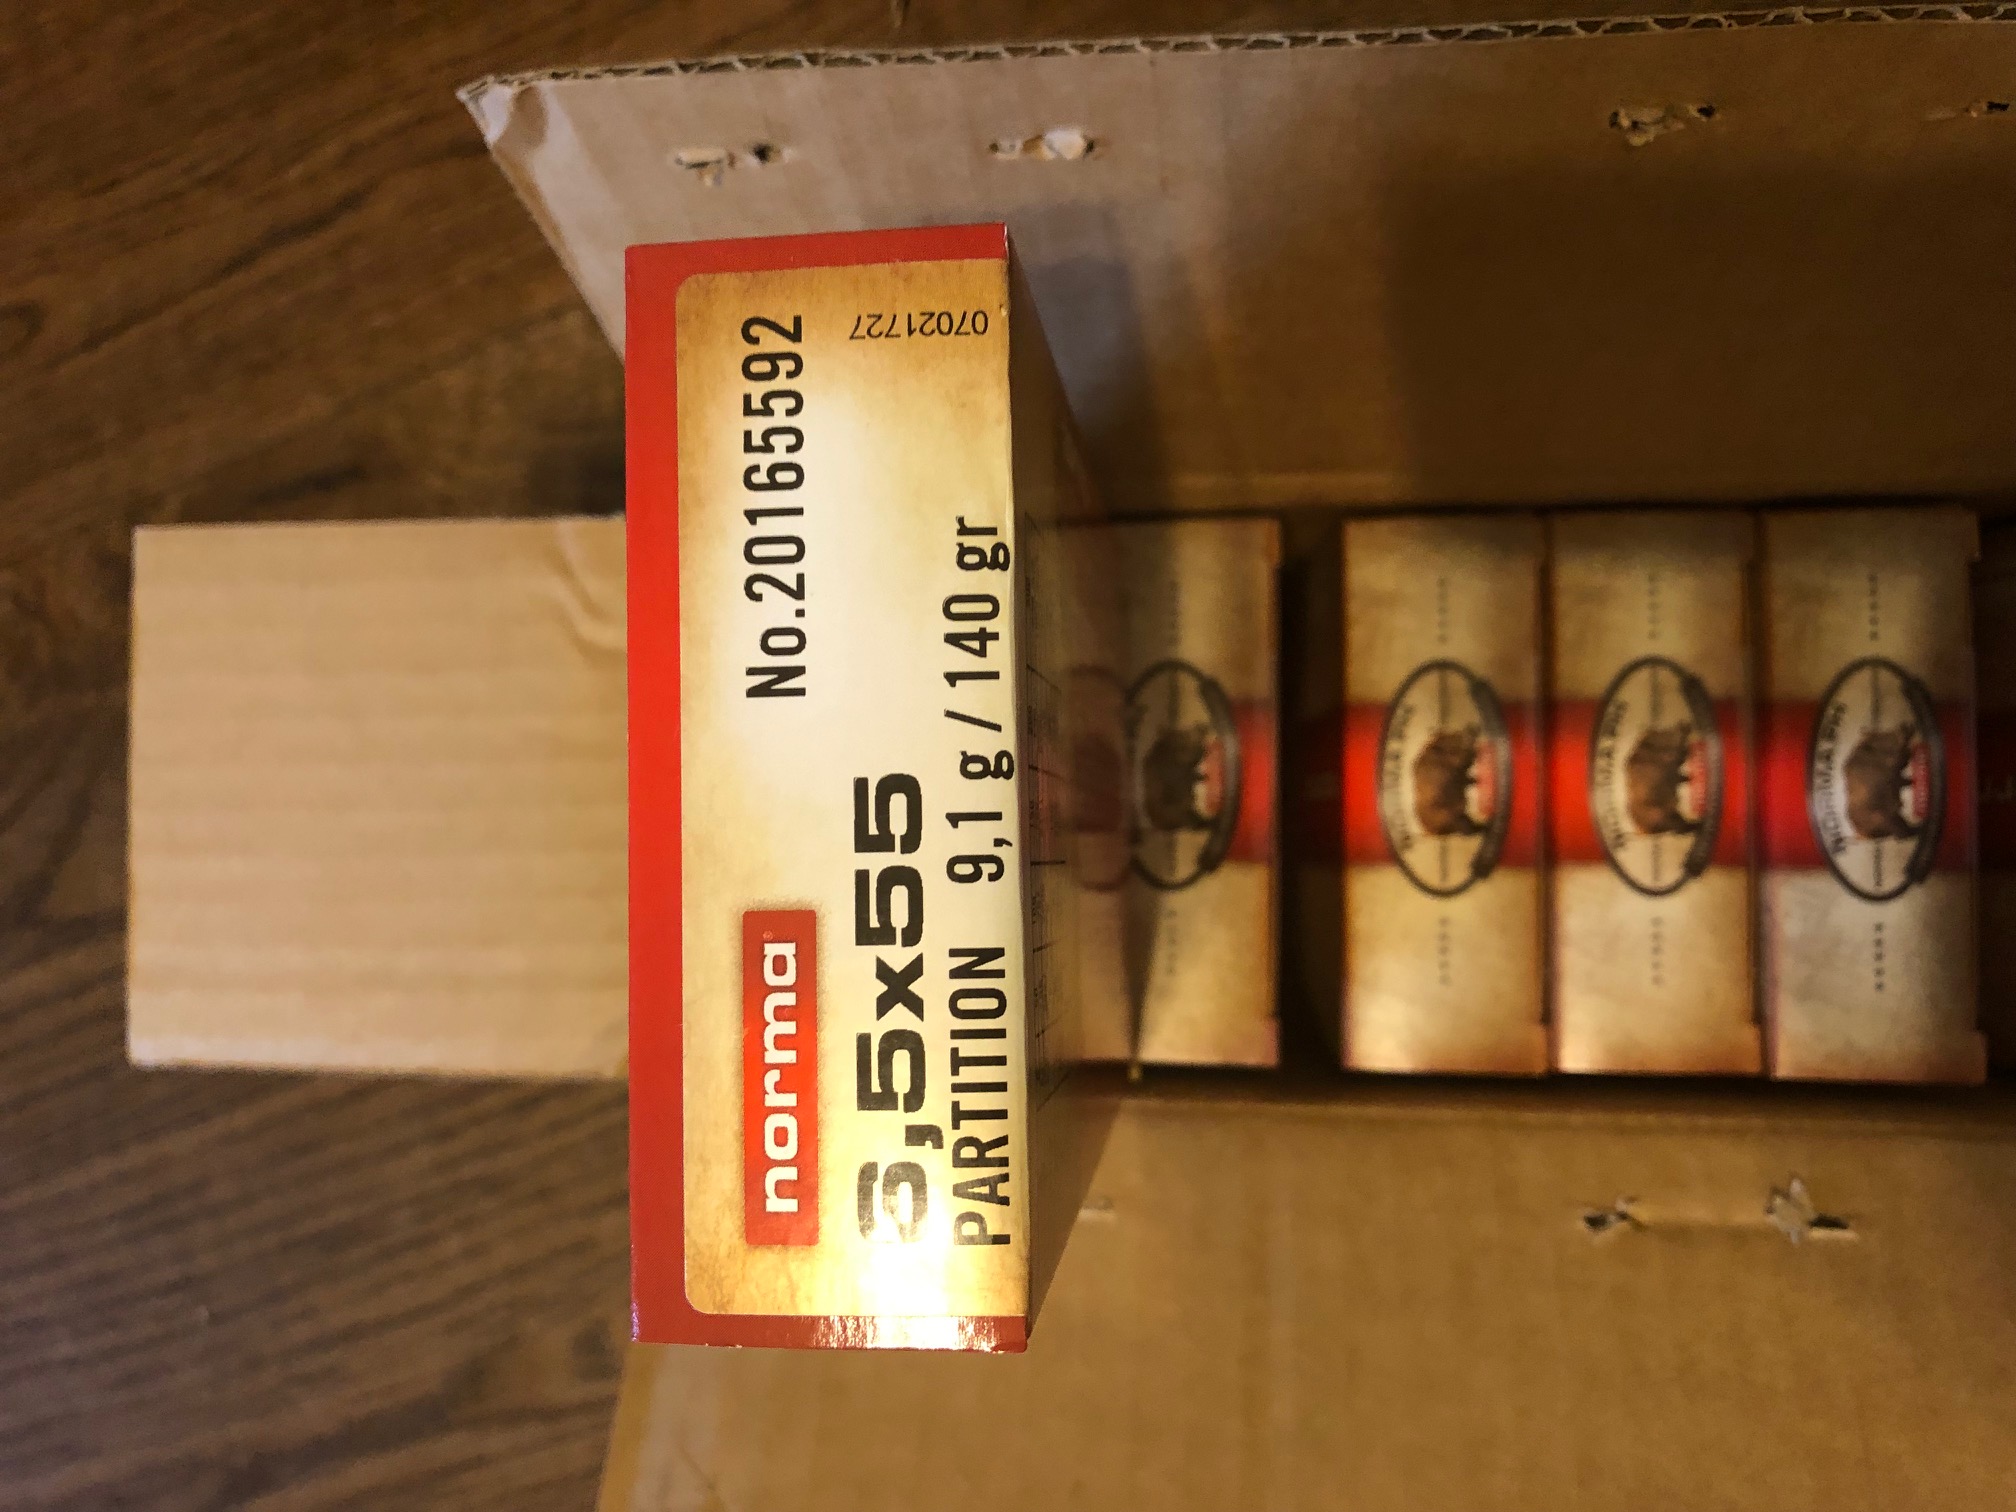 norma
No.20165592
07021727
6,5x55
PARTITION 9,1 g / 140 gr